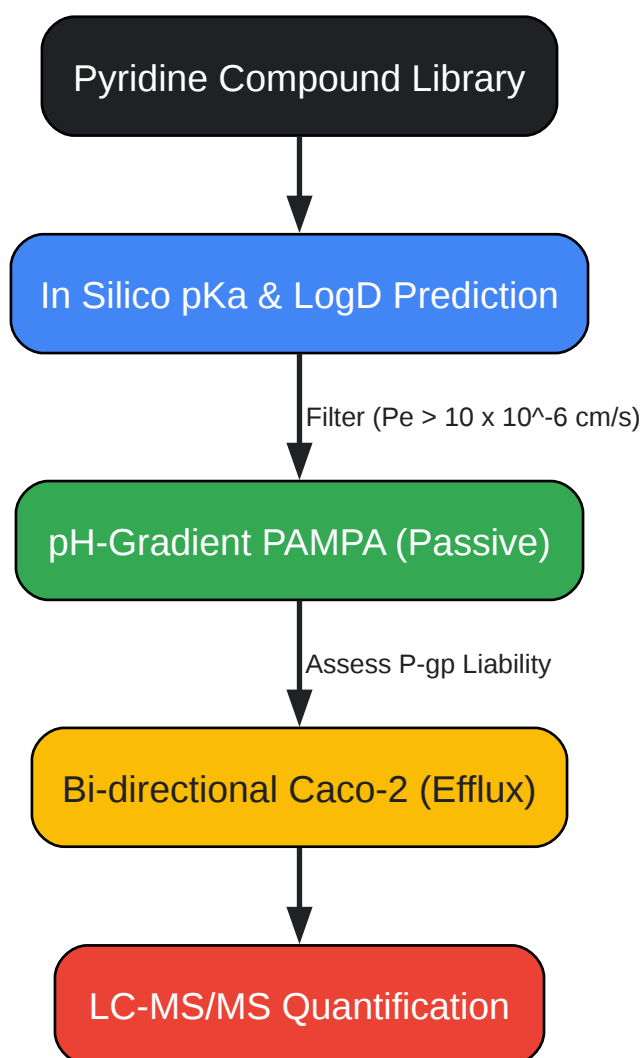 Pyridine Compound Library
In Silico pKa & LogD Prediction
Filter (Pe > 10 x 10^-6 cm/s)
pH-Gradient PAMPA (Passive)
Assess P-gp Liability
Bi-directional Caco-2 (Efflux)
LC-MS/MS Quantification